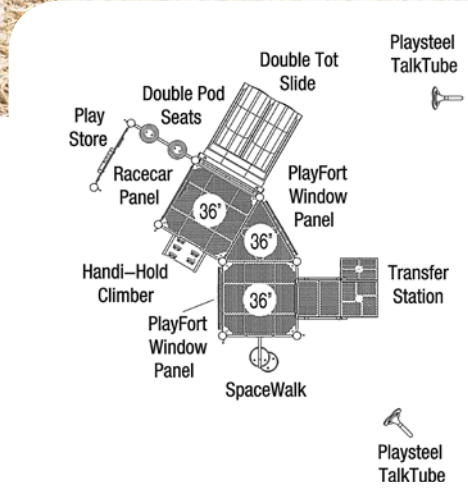 Playsteel
TalkTube
Double Tot
Slide
Double Pod
Seats
Play
Store
Racecar
Panel
PlayFort
Window
Panel
36"
36"
36"
Handi–Hold
Climber
Transfer
Station
PlayFort
Window
Panel
SpaceWalk
Playsteel
TalkTube